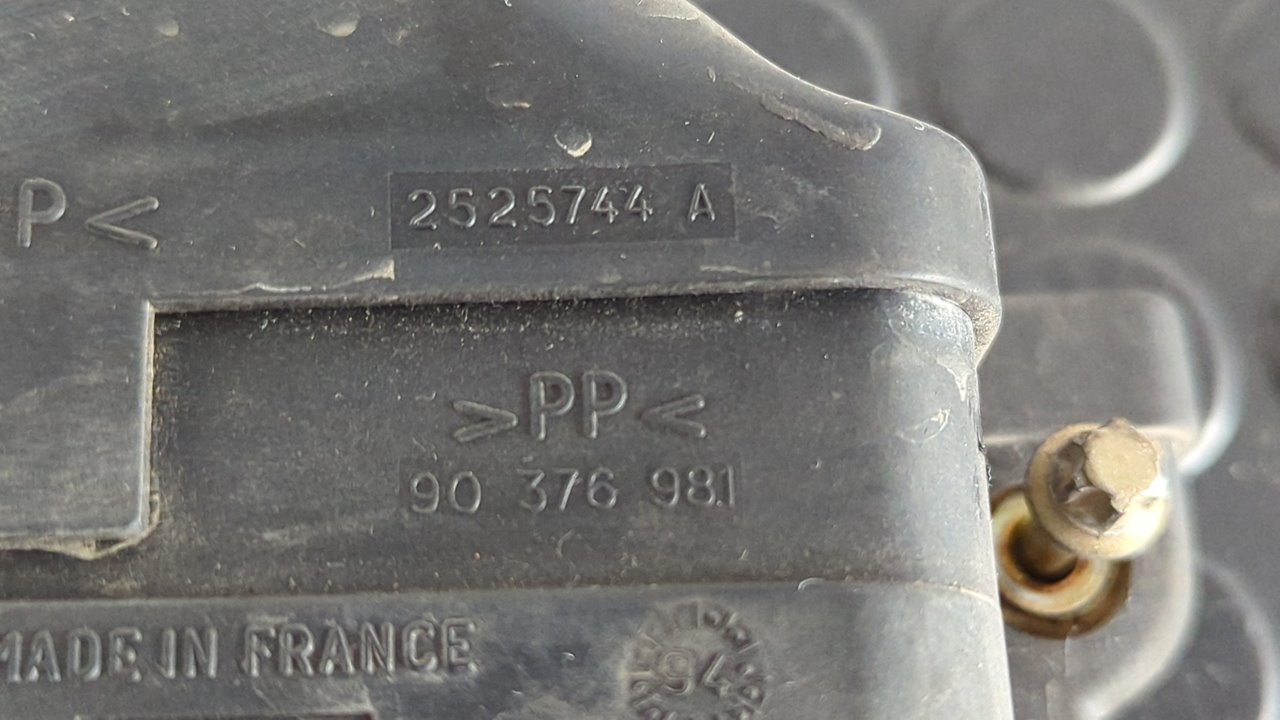 P<
2525744 A
>PP<
90 376 981
MADE IN FRANCE
94